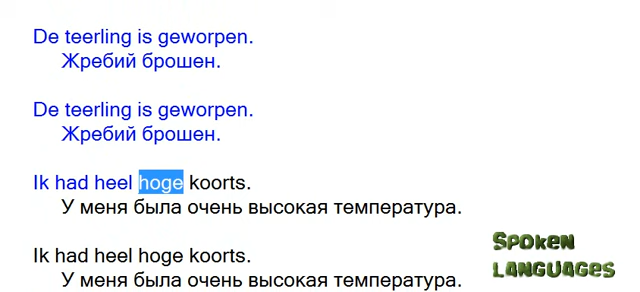 De teerling is geworpen.
Жребий брошен.
De teerling is geworpen.
Жребий брошен.
Ik had heel hoge koorts.
У меня была очень высокая температура.
Ik had heel hoge koorts.
У меня была очень высокая температура.
Spoken
Languages